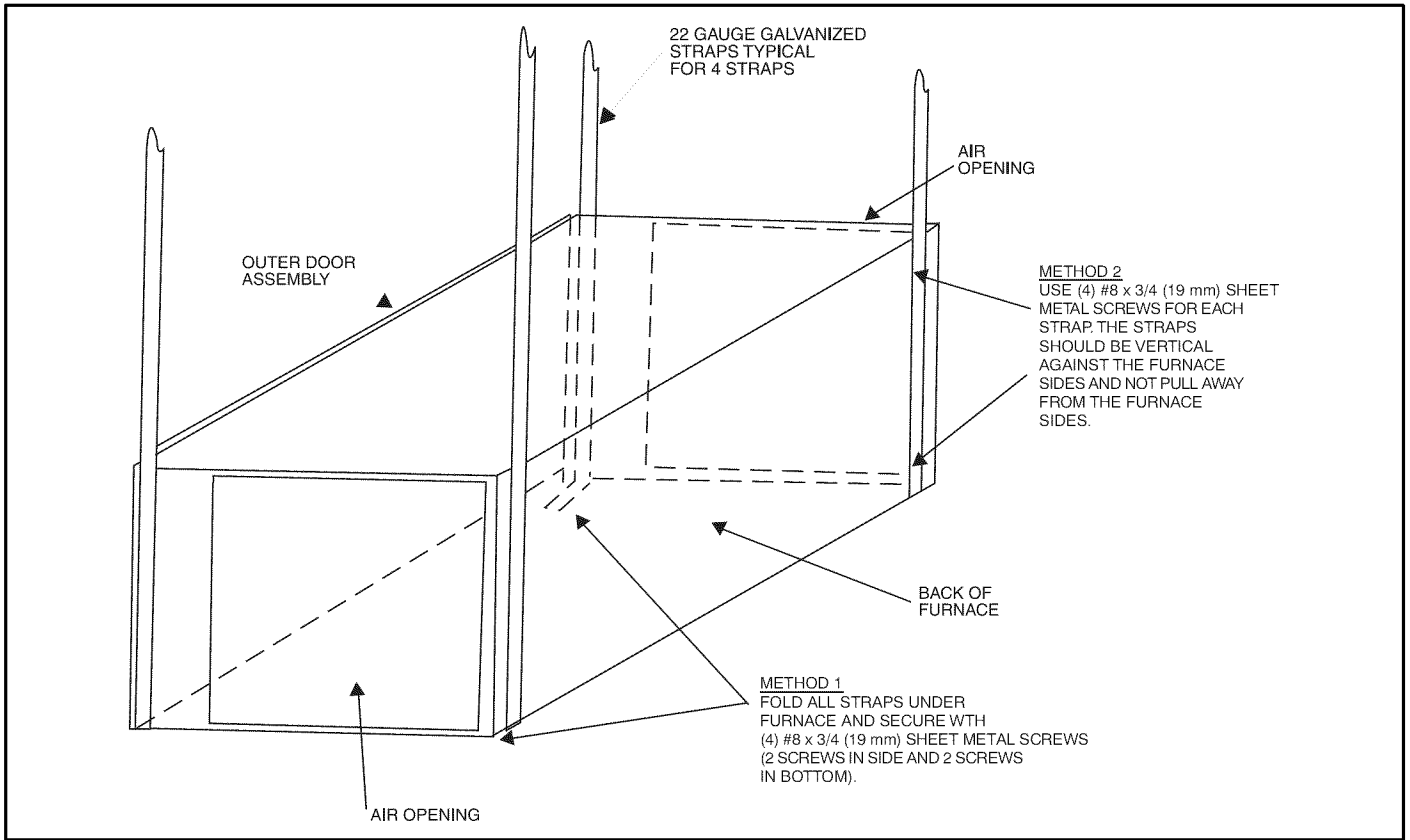 22 GAUGE GALVANIZED
STRAPS TYPICAL
FOR 4 STRAPS
AIR
OPENING
OUTER DOOR
ASSEMBLY
METHOD 2
USE (4) #8 x 3/4 (19 mm) SHEET
METAL SCREWS FOR EACH
STRAP. THE STRAPS
SHOULD BE VERTICAL
AGAINST THE FURNACE
SIDES AND NOT PULL AWAY
FROM THE FURNACE
SIDES.
BACK OF
FURNACE
METHOD 1
FOLD ALL STRAPS UNDER
FURNACE AND SECURE WTH
(4) #8 x 3/4 (19 mm) SHEET METAL SCREWS
(2 SCREWS IN SIDE AND 2 SCREWS
IN BOTTOM).
AIR OPENING